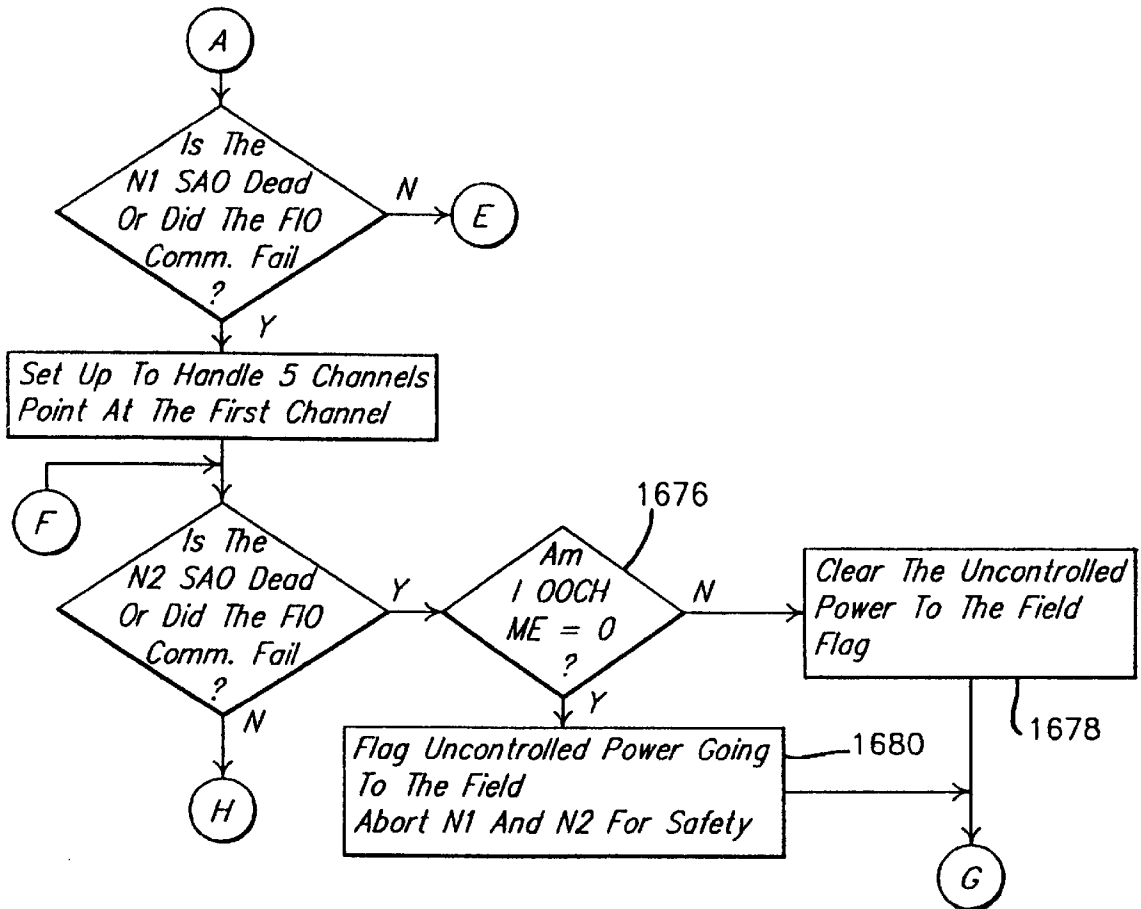 A
Is The
N1 SAO Dead
Or Did The FIO
Comm. Fail
?
N
E
Y
Set Up To Handle 5 Channels
Point At The First Channel
F
Is The
N2 SAO Dead
Or Did The FIO
Comm. Fail
?
Y
N
H
1676
Am
I OOCH
ME = 0
?
N
Y
Clear The Uncontrolled
Power To The Field
Flag
1678
Flag Uncontrolled Power Going
To The Field
Abort N1 And N2 For Safety
1680
G